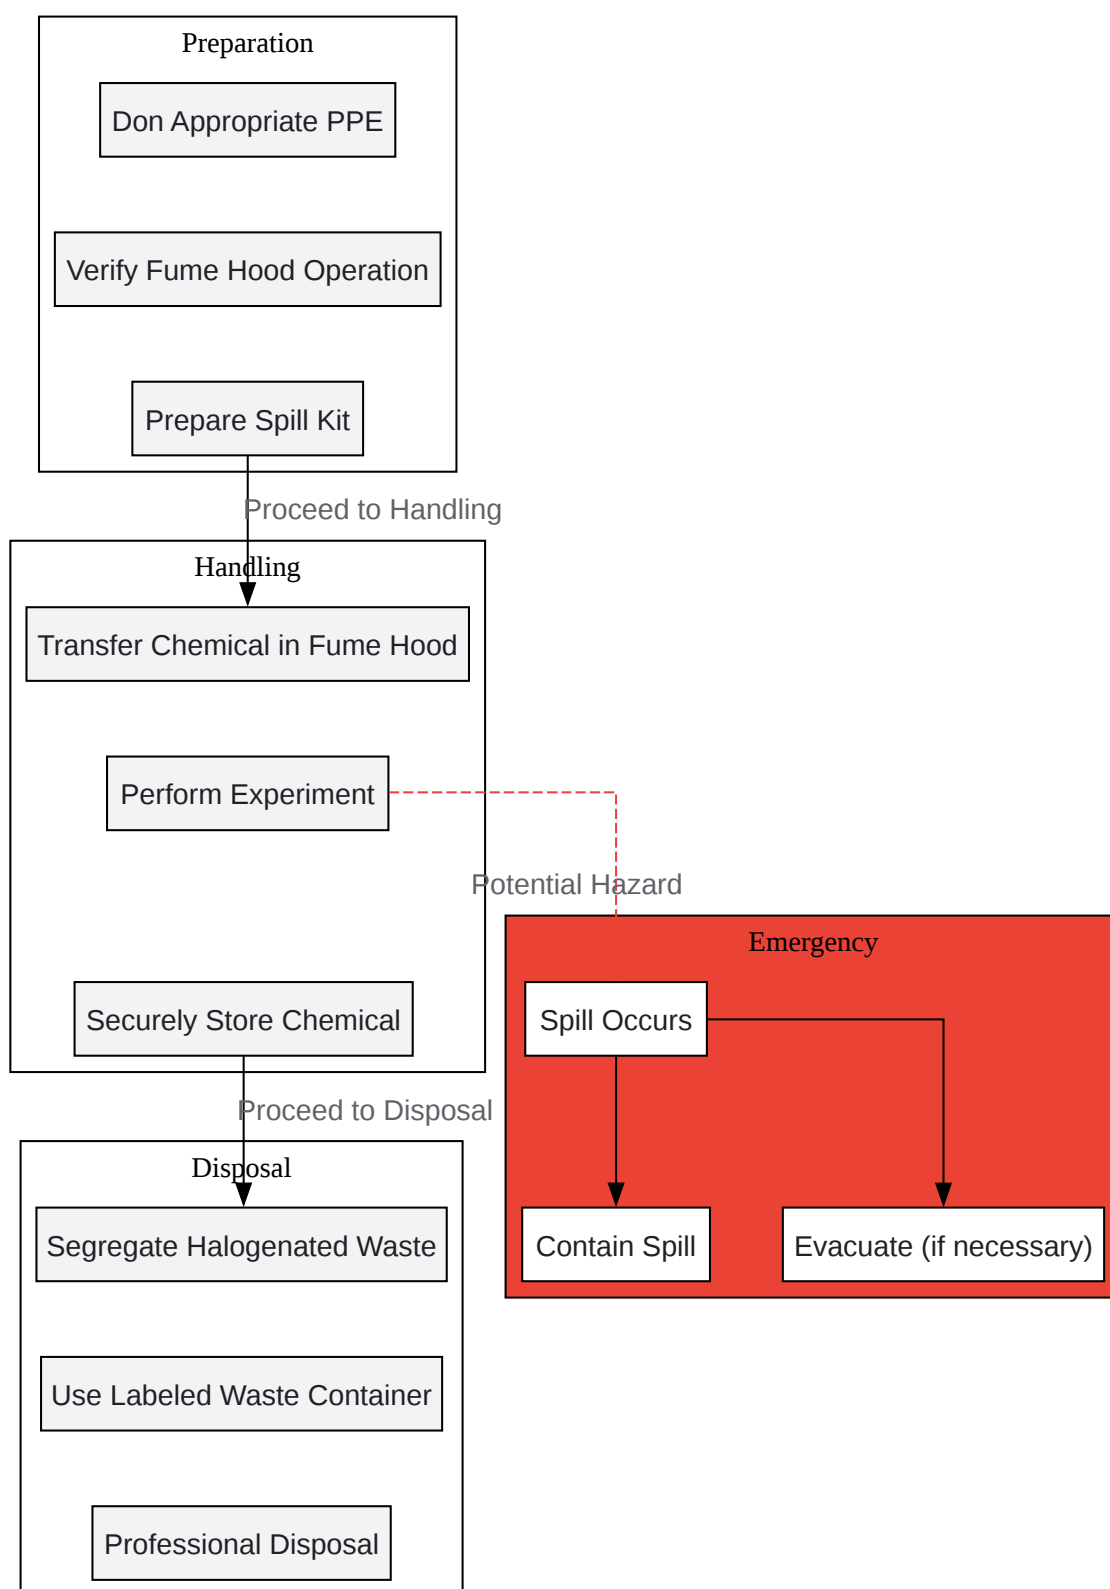 Preparation
Don Appropriate PPE
Verify Fume Hood Operation
Prepare Spill Kit
Proceed to Handling
Handling
Transfer Chemical in Fume Hood
Perform Experiment
Potential Hazard
Emergency
Securely Store Chemical
Spill Occurs
Proceed to Disposal
Disposal
Segregate Halogenated Waste
Contain Spill
Evacuate (if necessary)
Use Labeled Waste Container
Professional Disposal